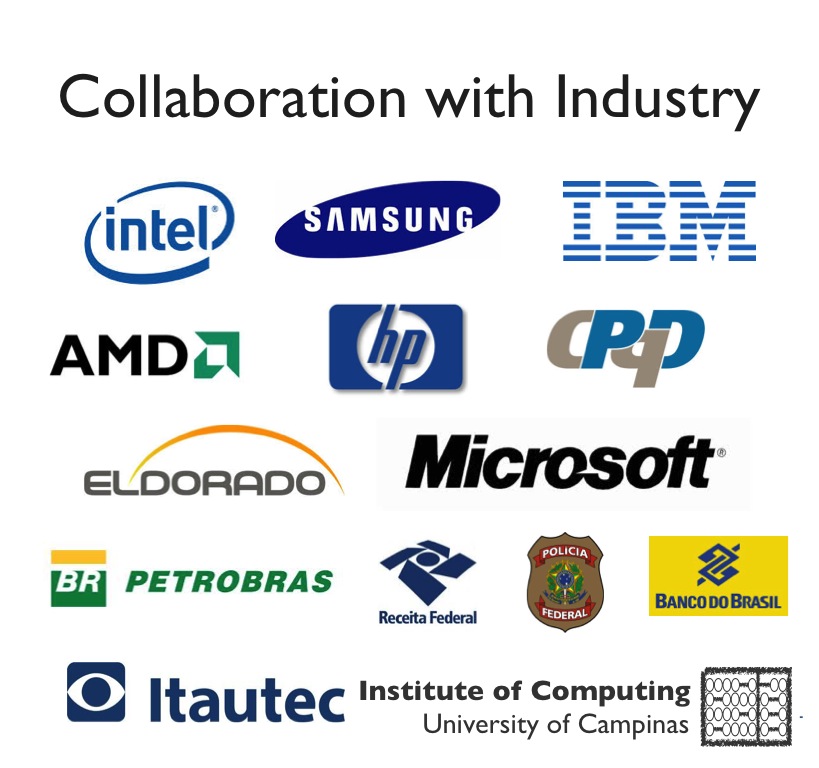 Collaboration with Industry
intel®
SAMSUNG
IBM
AMD
hp
CPqD
ELDORADO
Microsoft®
BR PETROBRAS
Receita Federal
POLICIA
FEDERAL
BANCO DO BRASIL
Itautec
Institute of Computing
University of Campinas